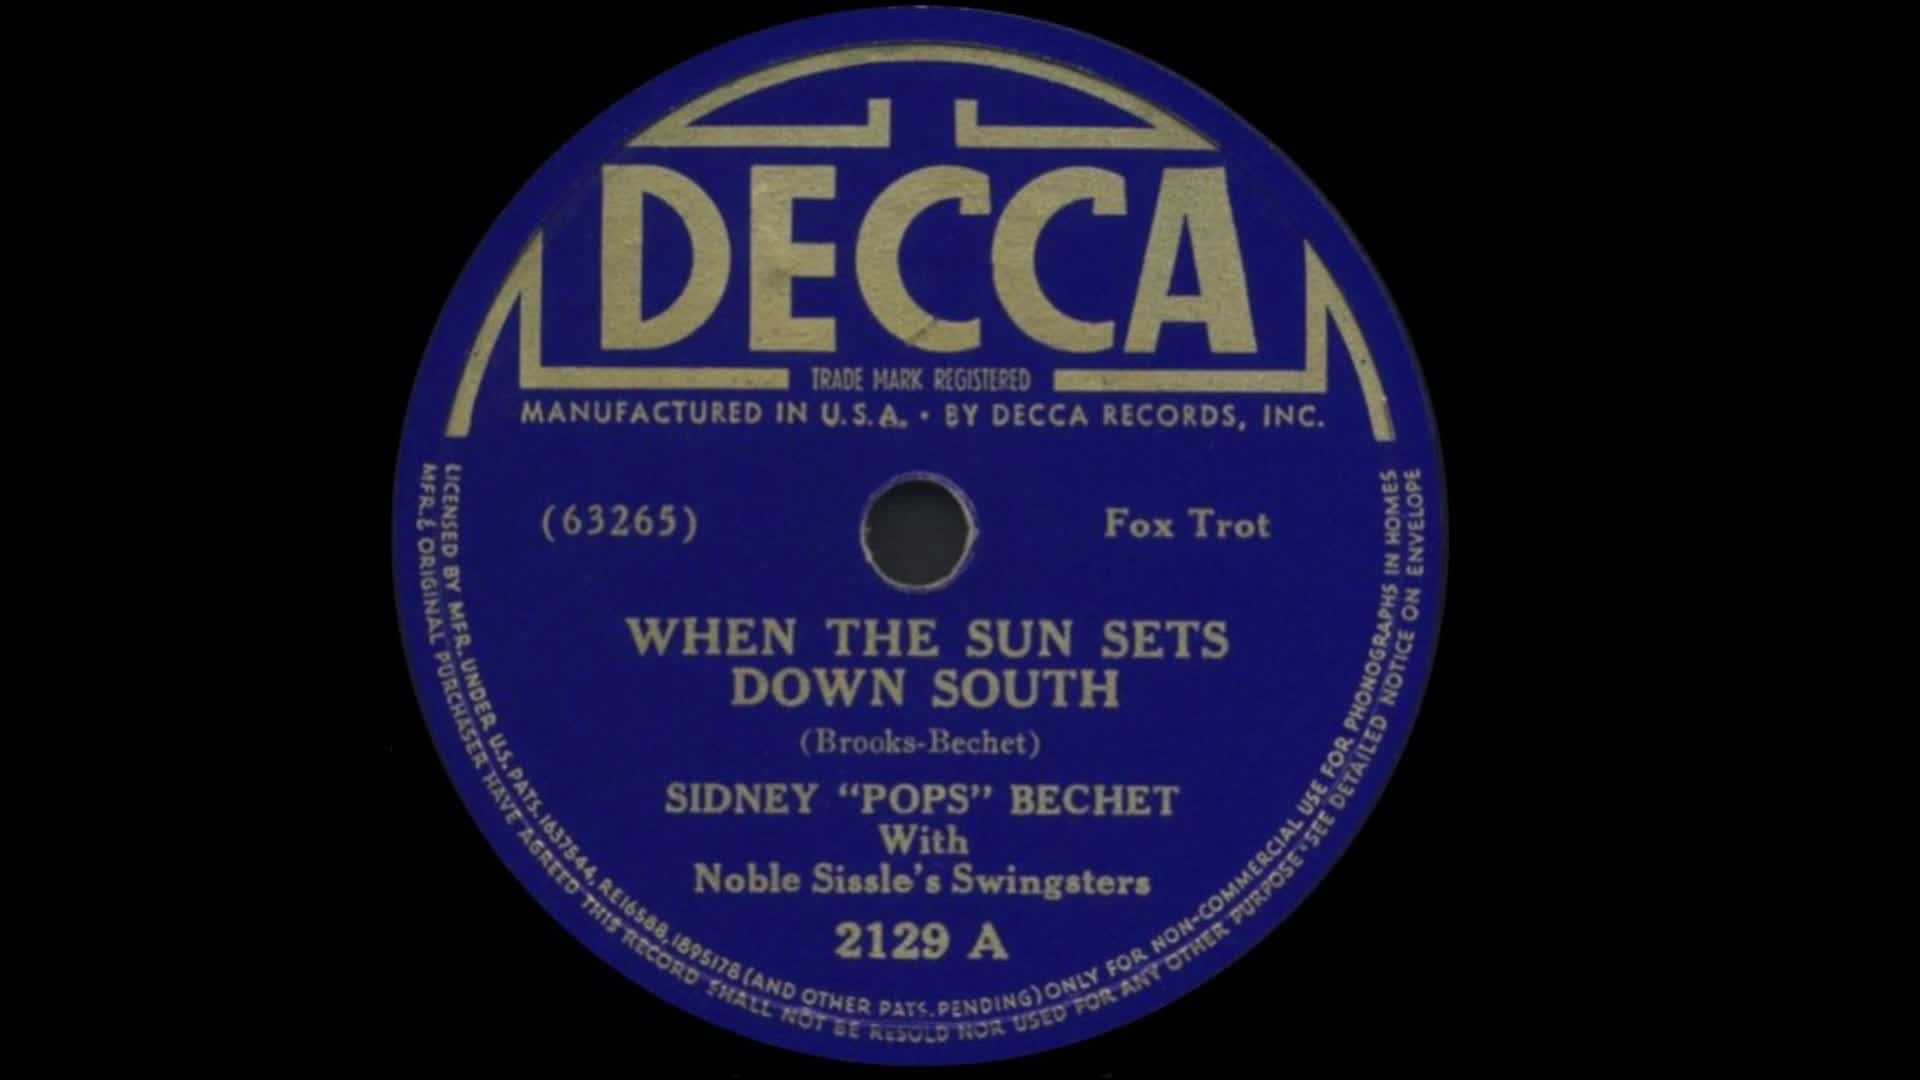 DECCA
TRADE MARK REGISTERED
MANUFACTURED IN U.S.A. • BY DECCA RECORDS, INC.
(63265)
Fox Trot
WHEN THE SUN SETS
DOWN SOUTH
(Brooks-Bechet)
SIDNEY “POPS” BECHET
With
Noble Sissle's Swingsters
2129 A
LICENSED BY MFR. UNDER U.S. PATS. 1637544, RE16588, 1895178 (AND OTHER PATS. PENDING) ONLY FOR NON-COMMERCIAL USE FOR PHONOGRAPHS IN HOMES
MFR. & ORIGINAL PURCHASER HAVE AGREED THIS RECORD SHALL NOT BE RESOLD NOR USED FOR ANY OTHER PURPOSE • SEE DETAILED NOTICE ON ENVELOPE